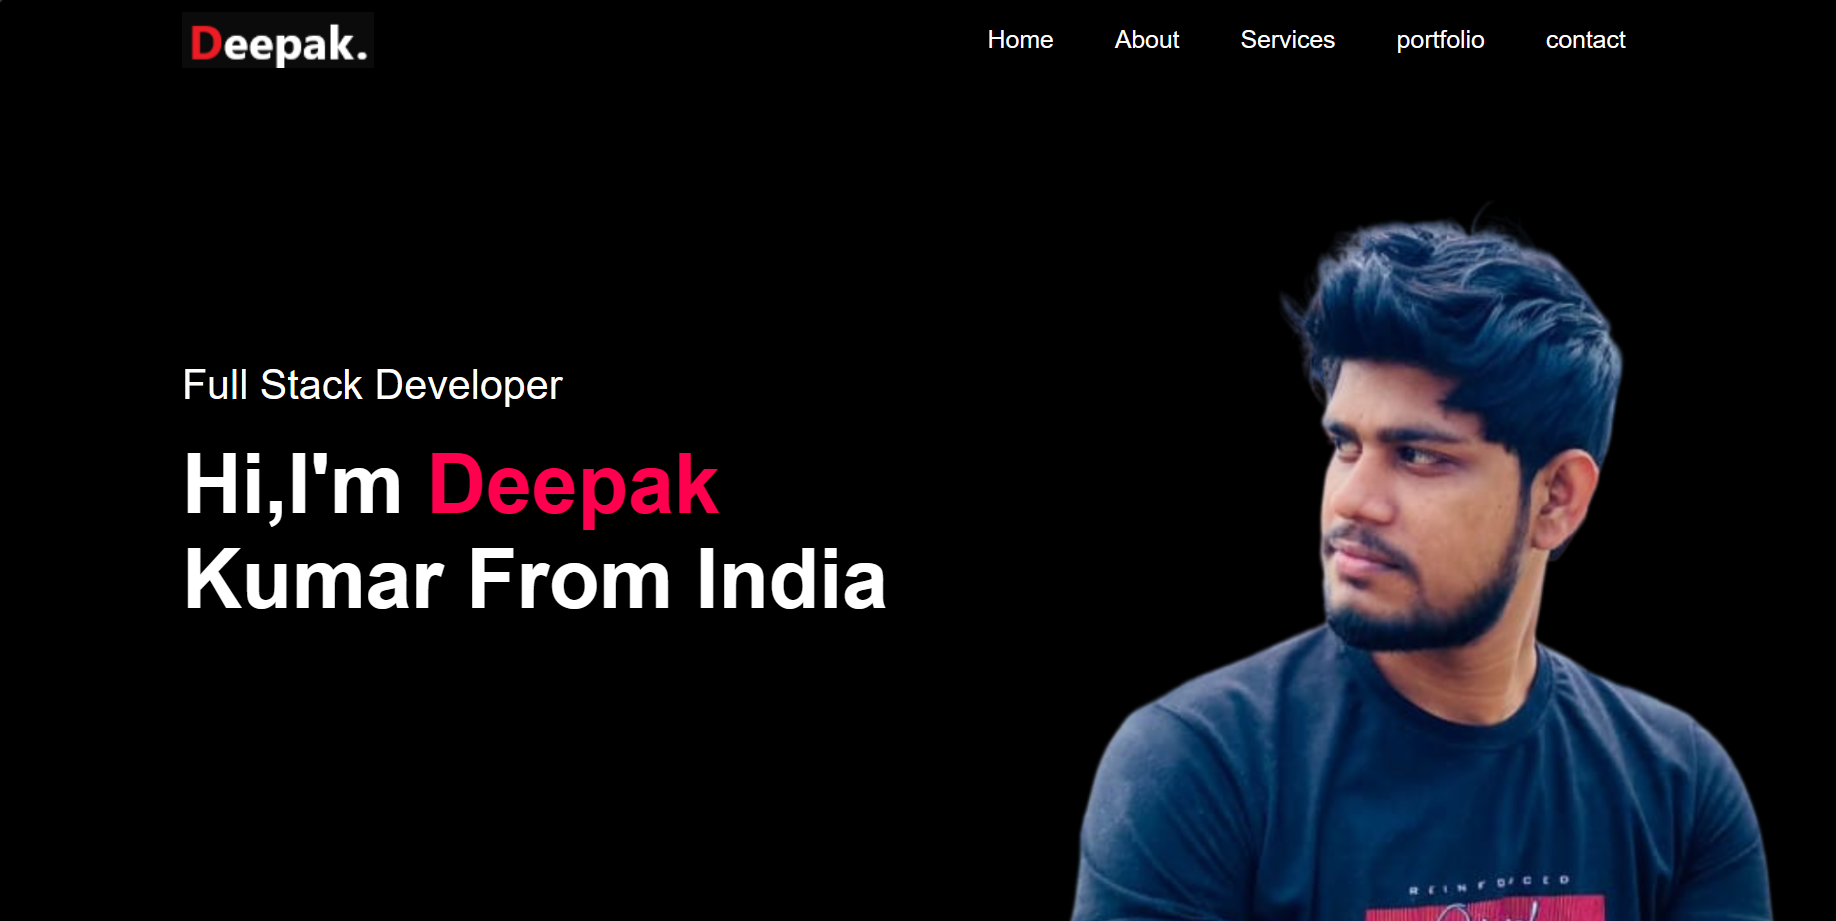 Deepak.
Home About Services portfolio contact
Full Stack Developer
Hi,I'm Deepak
Kumar From India
REINFORCED